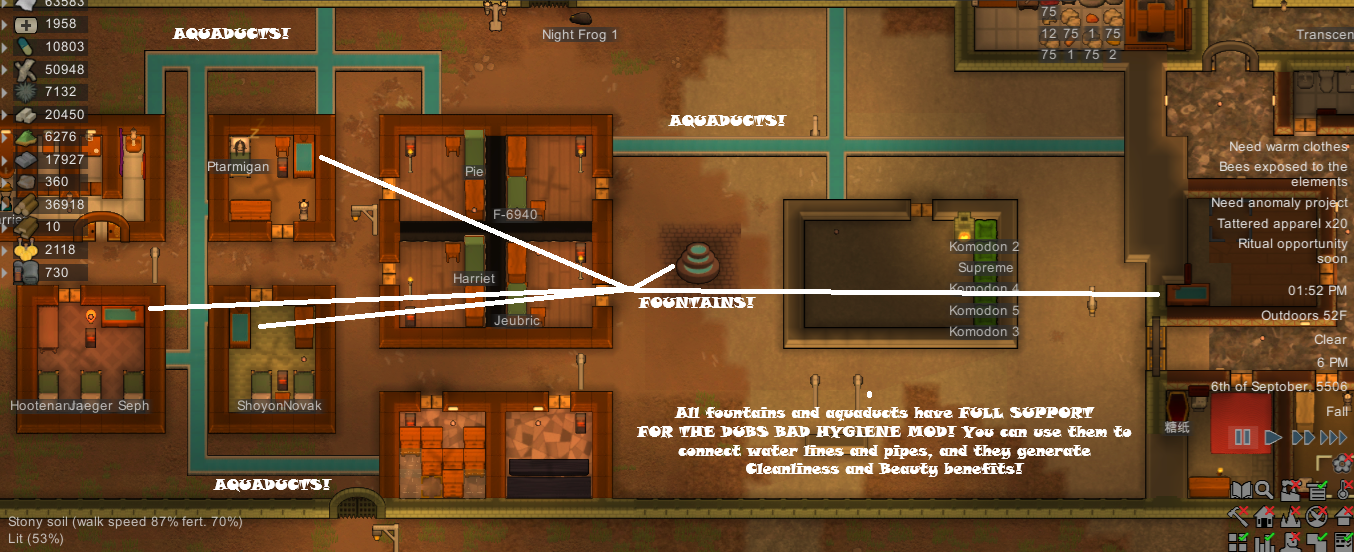 63583
AQUADUCTS!
Night Frog 1
75
12 75 1 75
75 1 75 2
Transcen
1958
10803
50948
7132
20450
6276
17927
360
36918
10
2118
730
AQUADUCTS!
Ptarmigan
Pie
F-6940
Harriet
Jeubric
FOUNTAINS!
Komodon 2
Supreme
Komodon 4
Komodon 5
Komodon 3
Need warm clothes
Bees exposed to the
elements
Need anomaly project
Tattered apparel x20
Ritual opportunity
soon
01:52 PM
Outdoors 52F
Clear
6 PM
6th of Septober, 5506
Fall
HootenanJaeger Seph
ShoyonNovak
糖纸
All fountains and aquaducts have FULL SUPPORT
FOR THE DUBS BAD HYGIENE MOD! You can use them to
connect water lines and pipes, and they generate
Cleanliness and Beauty benefits!
AQUADUCTS!
Stony soil (walk speed 87% fert. 70%)
Lit (53%)